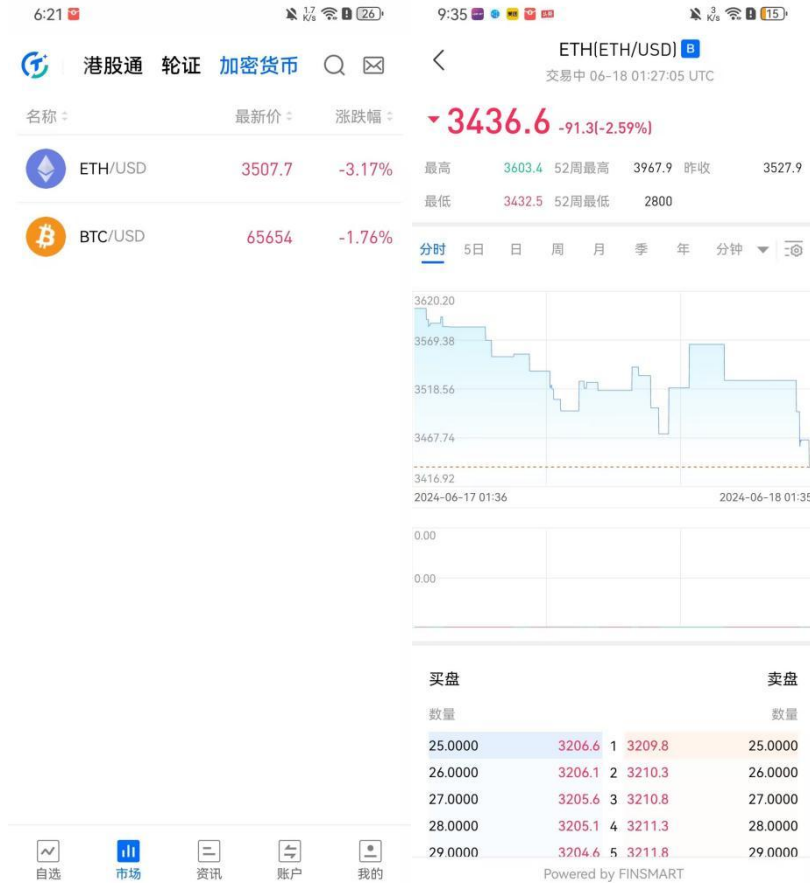 6:21
1.7 K/s
26
港股通 轮证 加密货币
名称 最新价 涨跌幅
ETH/USD 3507.7 -3.17%
BTC/USD 65654 -1.76%
自选 市场 资讯 账户 我的
9:35
3 K/s
15
ETH(ETH/USD) B
交易中 06-18 01:27:05 UTC
3436.6 -91.3(-2.59%)
最高 3603.4 52周最高 3967.9 昨收 3527.9
最低 3432.5 52周最低 2800
分时 5日 日 周 月 季 年 分钟
3620.20
3569.38
3518.56
3467.74
3416.92
2024-06-17 01:36 2024-06-18 01:35
0.00
0.00
买盘 卖盘
数量 数量
25.0000 3206.6 1 3209.8 25.0000
26.0000 3206.1 2 3210.3 26.0000
27.0000 3205.6 3 3210.8 27.0000
28.0000 3205.1 4 3211.3 28.0000
29.0000 3204.6 5 3211.8 29.0000
Powered by FINSMART